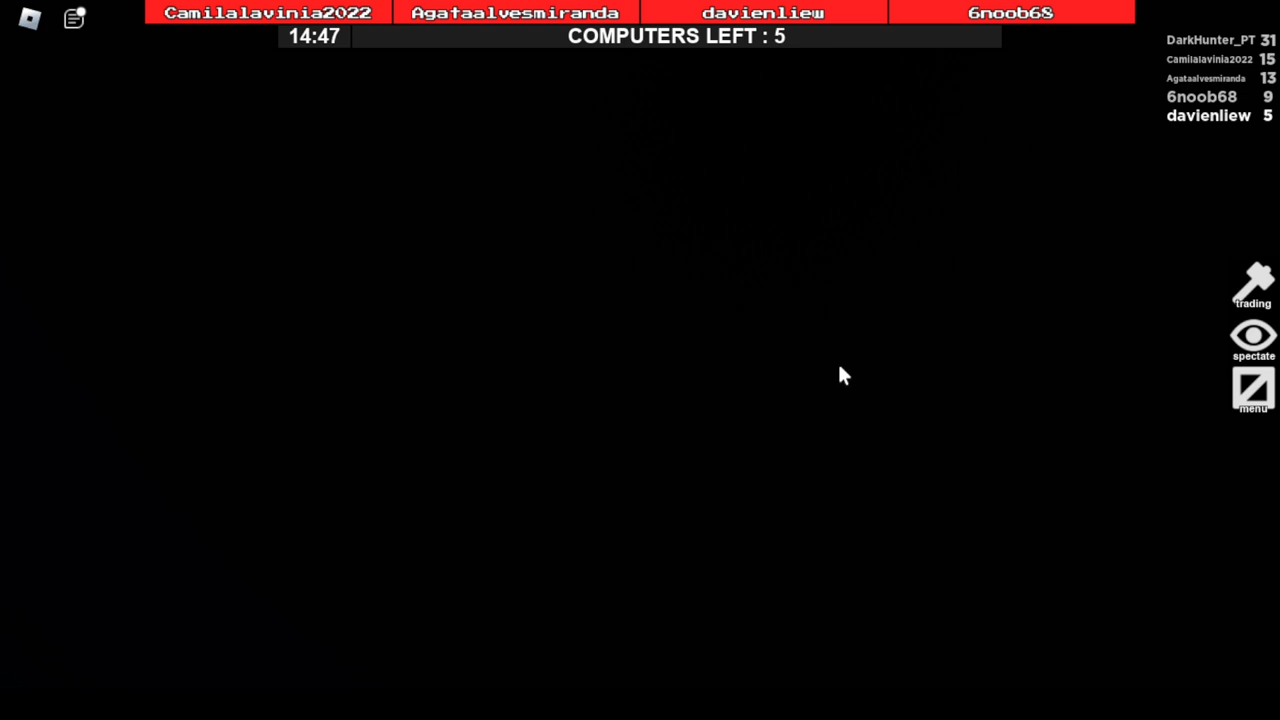 Camilalavinia2022 Agataalvesmiranda davienliew 6noob68
14:47 COMPUTERS LEFT : 5
DarkHunter_PT 31
Camilalavinia2022 15
Agataalvesmiranda 13
6noob68 9
davienliew 5
trading
spectate
menu